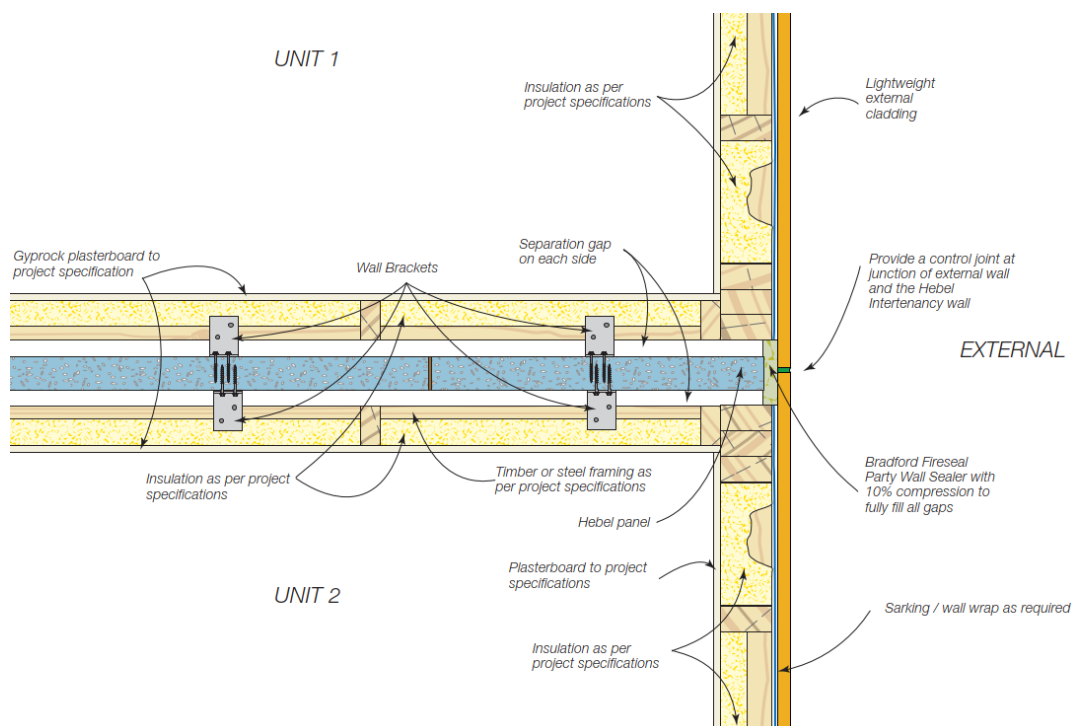 UNIT 1
Insulation as per
project specifications
Lightweight
external
cladding
Gyprock plasterboard to
project specification
Wall Brackets
Separation gap
on each side
Provide a control joint at
junction of external wall
and the Hebel
Intertenancy wall
EXTERNAL
Insulation as per project
specifications
Timber or steel framing as
per project specifications
Hebel panel
Bradford Fireseal
Party Wall Sealer with
10% compression to
fully fill all gaps
Plasterboard to project
specifications
UNIT 2
Sarking / wall wrap as required
Insulation as per
project specifications